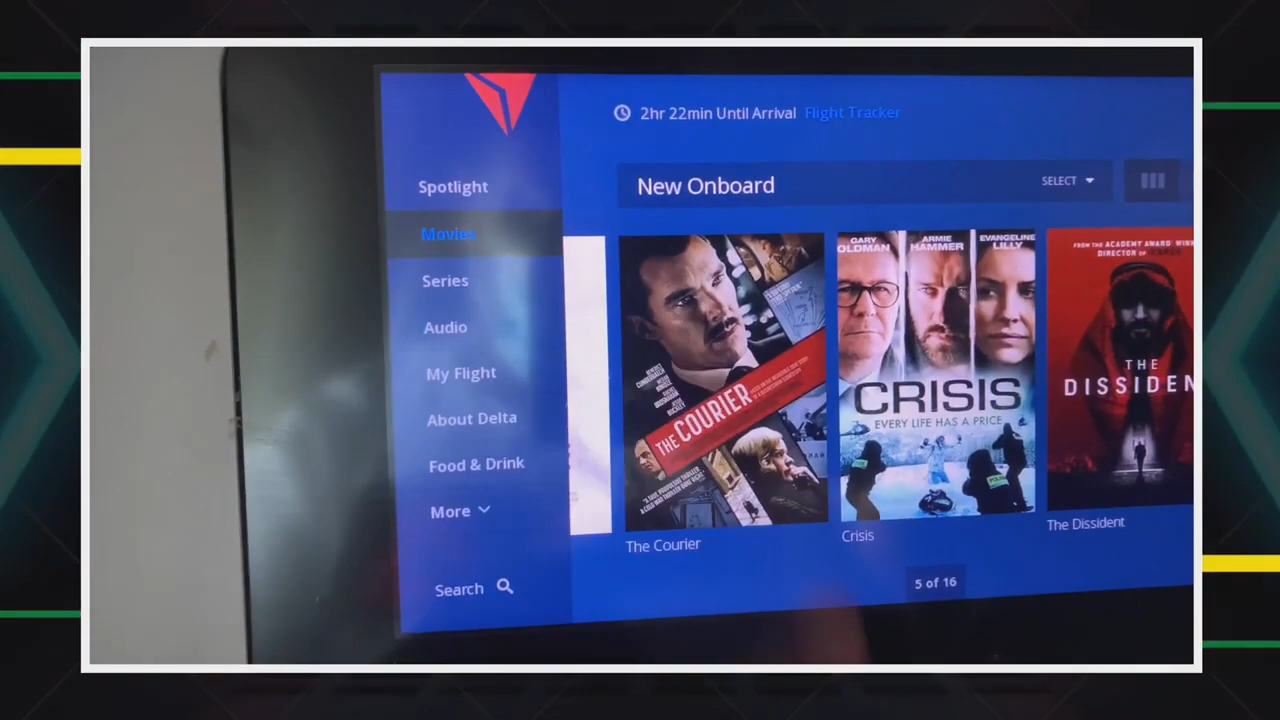 2hr 22min Until Arrival Flight Tracker
New Onboard
SELECT
Spotlight
Movies
Series
Audio
My Flight
About Delta
Food & Drink
More
Search
THE COURIER
The Courier
GARY OLDMAN
ARMIE HAMMER
EVANGELINE LILLY
CRISIS
EVERY LIFE HAS A PRICE
Crisis
FROM THE ACADEMY AWARD WIN
DIRECTOR OF ICARUS
THE
DISSIDEN
The Dissident
5 of 16